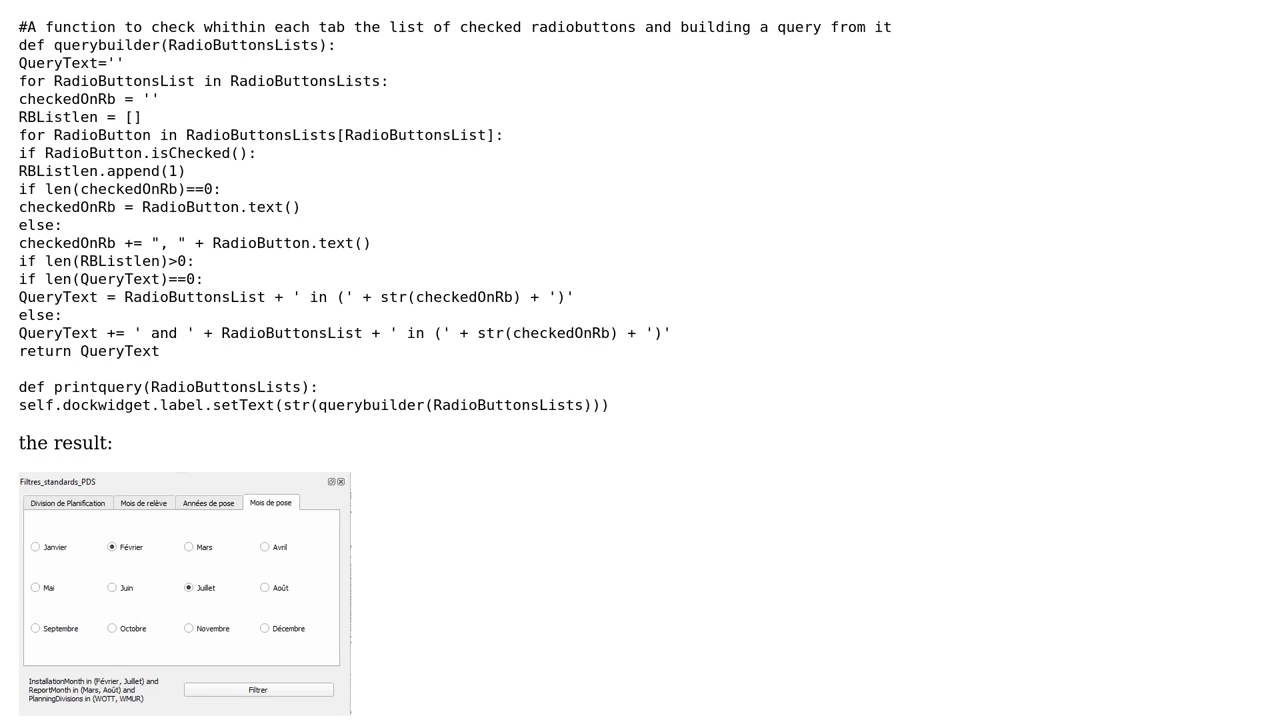 #A function to check whithin each tab the list of checked radiobuttons and building a query from it
def querybuilder(RadioButtonsLists):
QueryText=''
for RadioButtonsList in RadioButtonsLists:
checkedOnRb = ''
RBListlen = []
for RadioButton in RadioButtonsLists[RadioButtonsList]:
if RadioButton.isChecked():
RBListlen.append(1)
if len(checkedOnRb)==0:
checkedOnRb = RadioButton.text()
else:
checkedOnRb += ", " + RadioButton.text()
if len(RBListlen)>0:
if len(QueryText)==0:
QueryText = RadioButtonsList + ' in (' + str(checkedOnRb) + ')'
else:
QueryText += ' and ' + RadioButtonsList + ' in (' + str(checkedOnRb) + ')'
return QueryText

def printquery(RadioButtonsLists):
self.dockwidget.label.setText(str(querybuilder(RadioButtonsLists)))
the result:
Filtres_standards_PDS
Division de Planification Mois de relève Années de pose Mois de pose
Janvier Février Mars Avril
Mai Juin Juillet Août
Septembre Octobre Novembre Décembre
InstallationMonth in (Février, Juillet) and
ReportMonth in (Mars, Août) and
PlanningDivisions in (WOTT, WMUR)
Filtrer